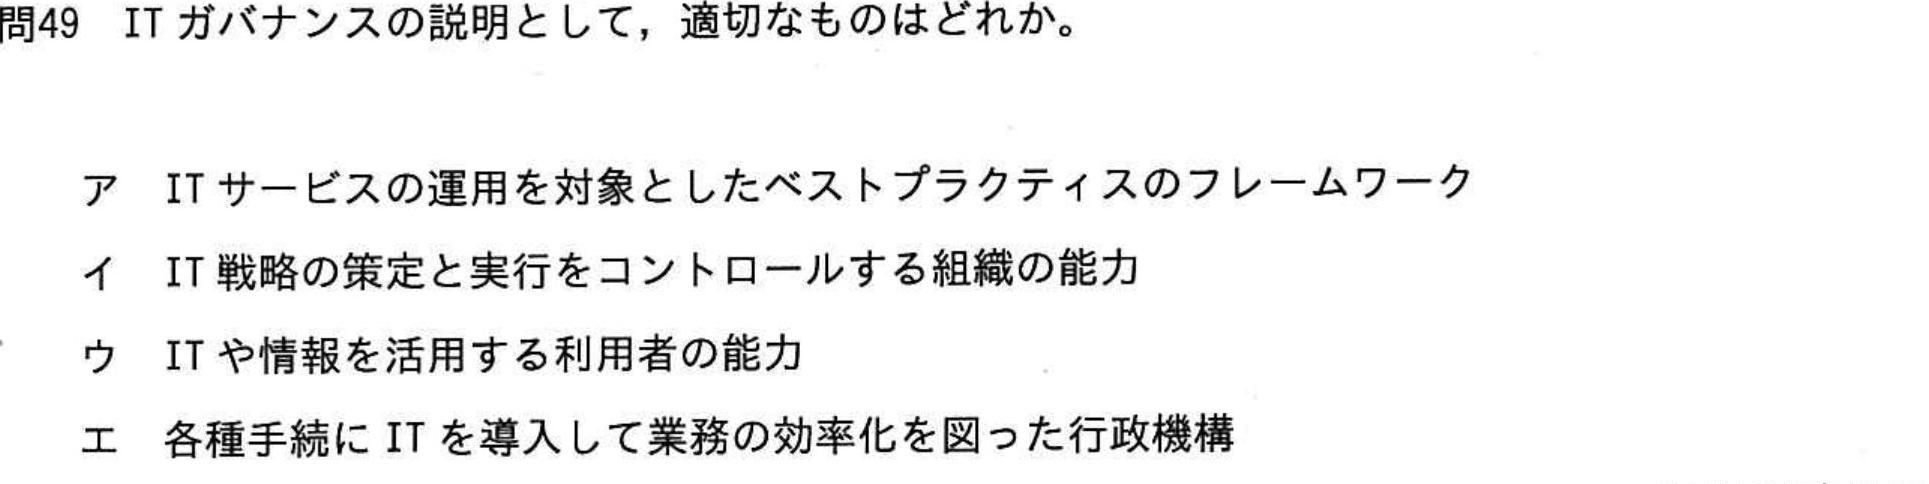 問49 IT ガバナンスの説明として，適切なものはどれか。
ア IT サービスの運用を対象としたベストプラクティスのフレームワーク
イ IT 戦略の策定と実行をコントロールする組織の能力
ウ IT や情報を活用する利用者の能力
エ 各種手続に IT を導入して業務の効率化を図った行政機構